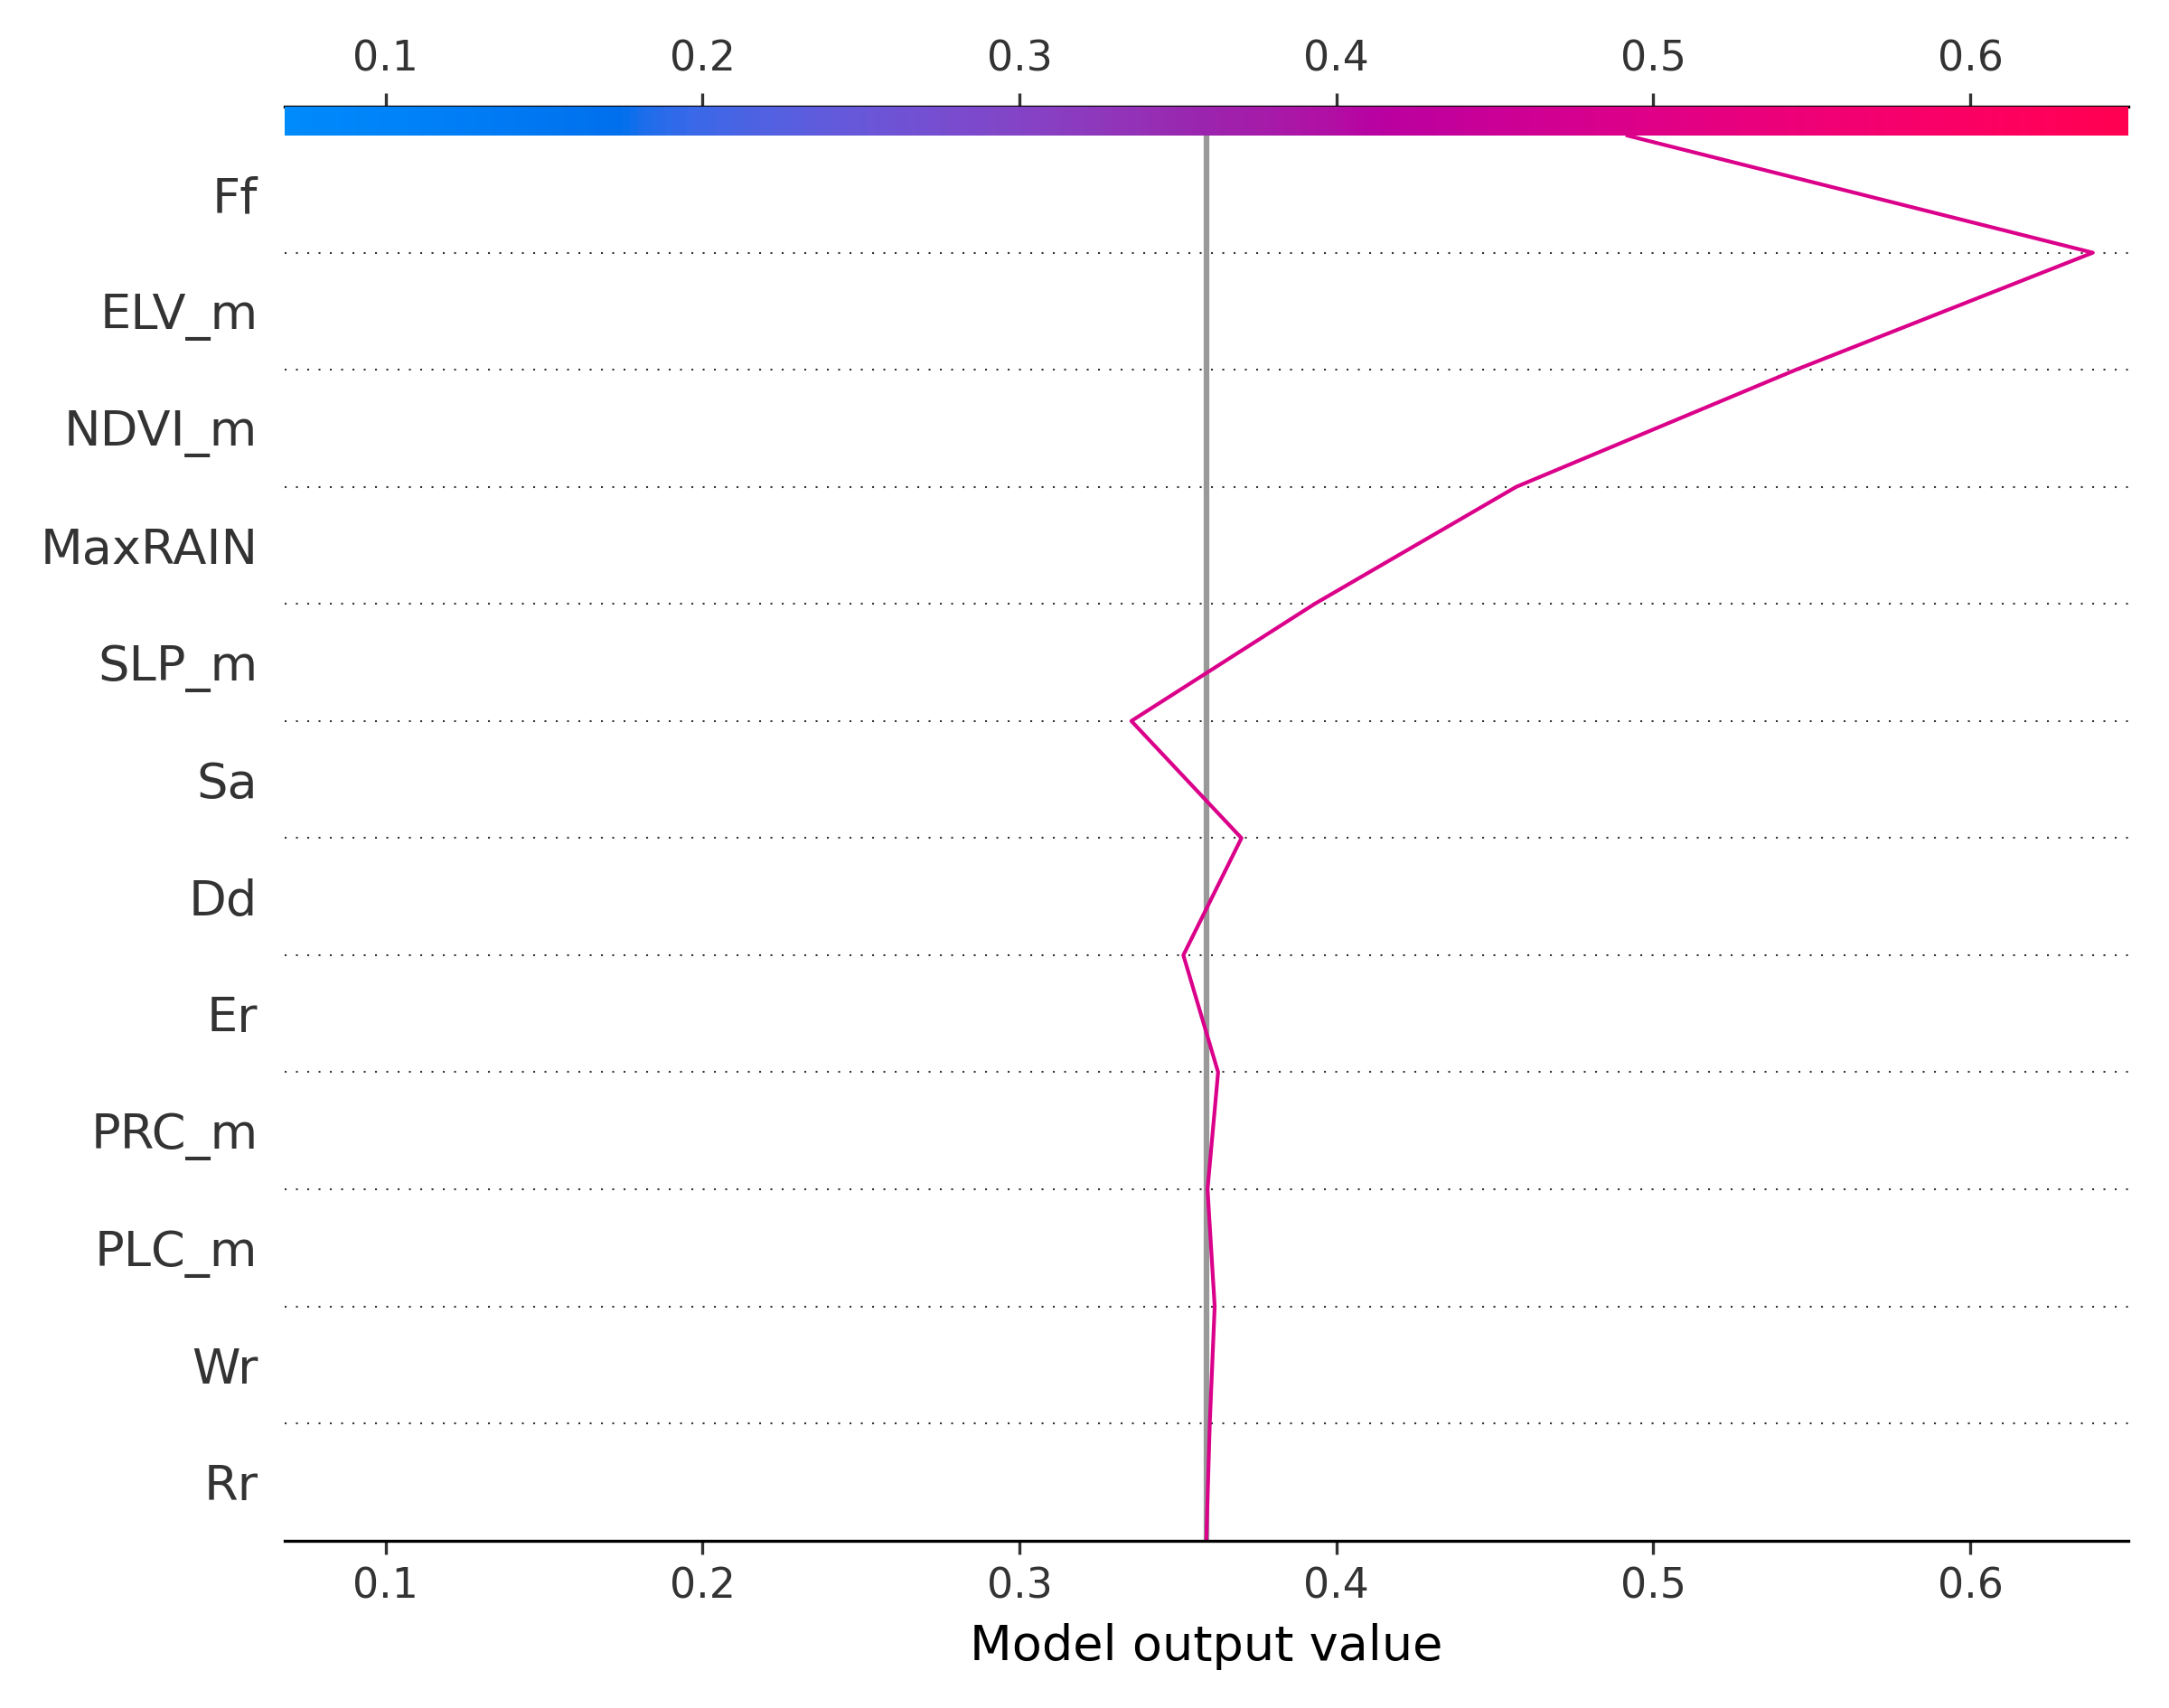 0.1 0.2 0.3 0.4 0.5 0.6
Ff
ELV_m
NDVI_m
MaxRAIN
SLP_m
Sa
Dd
Er
PRC_m
PLC_m
Wr
Rr
0.1 0.2 0.3 0.4 0.5 0.6
Model output value